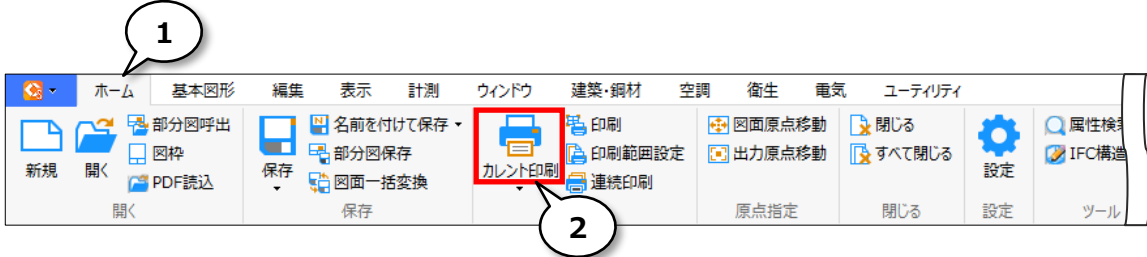 1
ホーム 基本図形 編集 表示 計測 ウィンドウ 建築・鋼材 空調 衛生 電気 ユーティリティ
新規
開く
部分図呼出
図枠
PDF読込
開く
保存
名前を付けて保存
部分図保存
図面一括変換
保存
カレント印刷
印刷
印刷範囲設定
連続印刷
図面原点移動
出力原点移動
原点指定
閉じる
すべて閉じる
閉じる
設定
設定
属性検
IFC構造
ツール
2